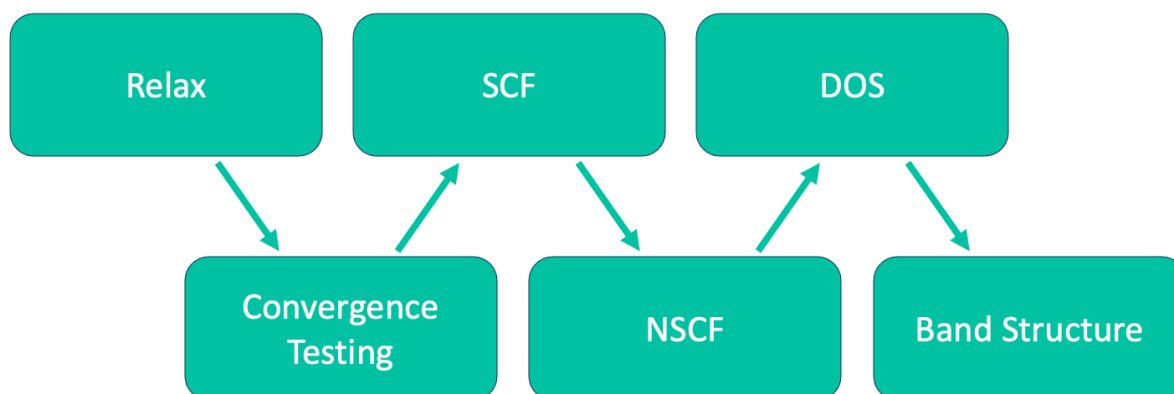 Relax
SCF
DOS
Convergence
Testing
NSCF
Band Structure